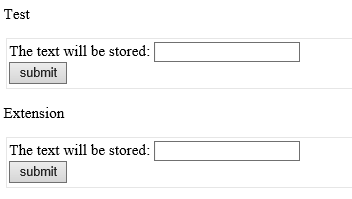 Test
The text will be stored:
submit
Extension
The text will be stored:
submit